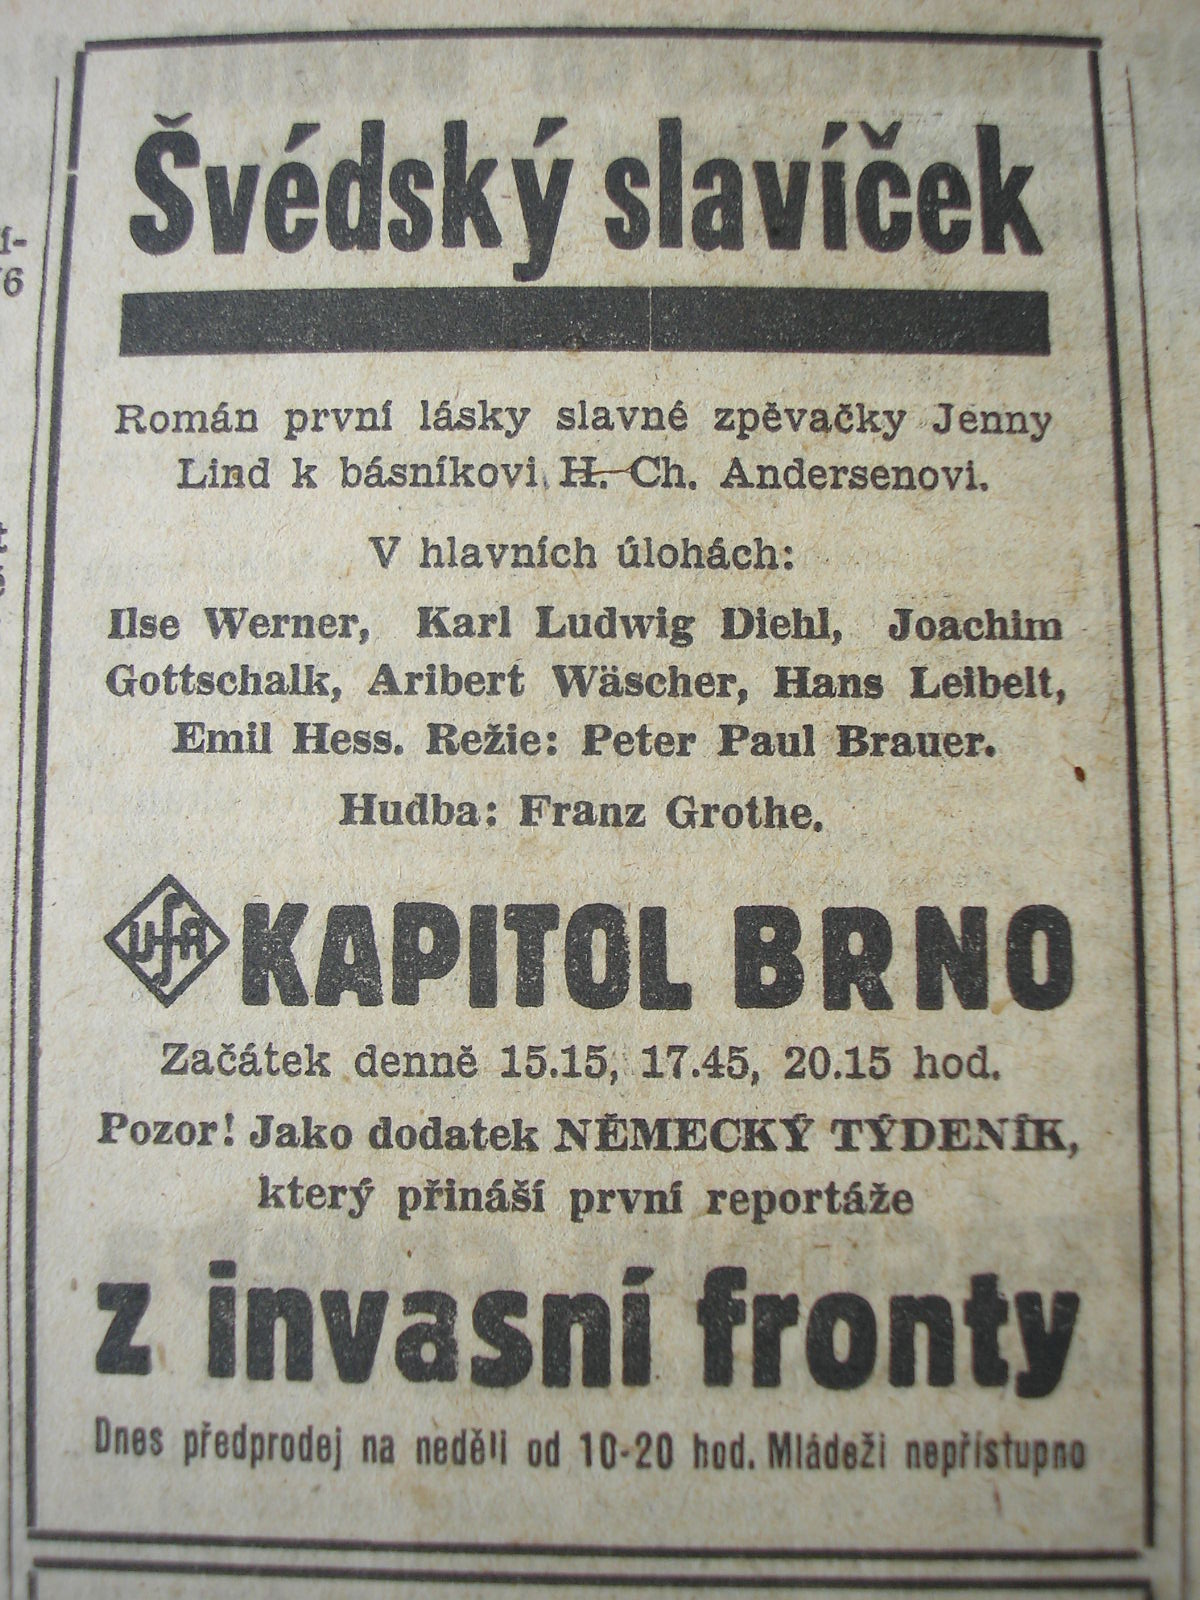 Švédský slavíček
Román první lásky slavné zpěvačky Jenny
Lind k básníkovi H. Ch. Andersenovi.
V hlavních úlohách:
Ilse Werner, Karl Ludwig Diehl, Joachim
Gottschalk, Aribert Wäscher, Hans Leibelt,
Emil Hess. Režie: Peter Paul Brauer.
Hudba: Franz Grothe.
UFA KAPITOL BRNO
Začátek denně 15.15, 17.45, 20.15 hod.
Pozor! Jako dodatek NĚMECKÝ TÝDENÍK,
který přináší první reportáže
z invasní fronty
Dnes předprodej na neděli od 10-20 hod. Mládeži nepřístupno